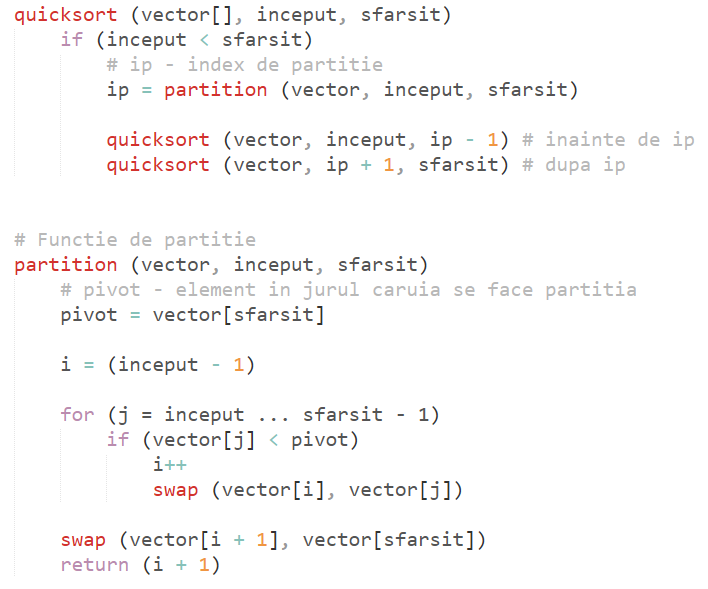 quicksort (vector[], inceput, sfarsit)
    if (inceput < sfarsit)
        # ip - index de partitie
        ip = partition (vector, inceput, sfarsit)
        quicksort (vector, inceput, ip - 1) # inainte de ip
        quicksort (vector, ip + 1, sfarsit) # dupa ip
# Functie de partitie
partition (vector, inceput, sfarsit)
    # pivot - element in jurul caruia se face partitia
    pivot = vector[sfarsit]
    i = (inceput - 1)
    for (j = inceput ... sfarsit - 1)
        if (vector[j] < pivot)
            i++
            swap (vector[i], vector[j])
    swap (vector[i + 1], vector[sfarsit])
    return (i + 1)